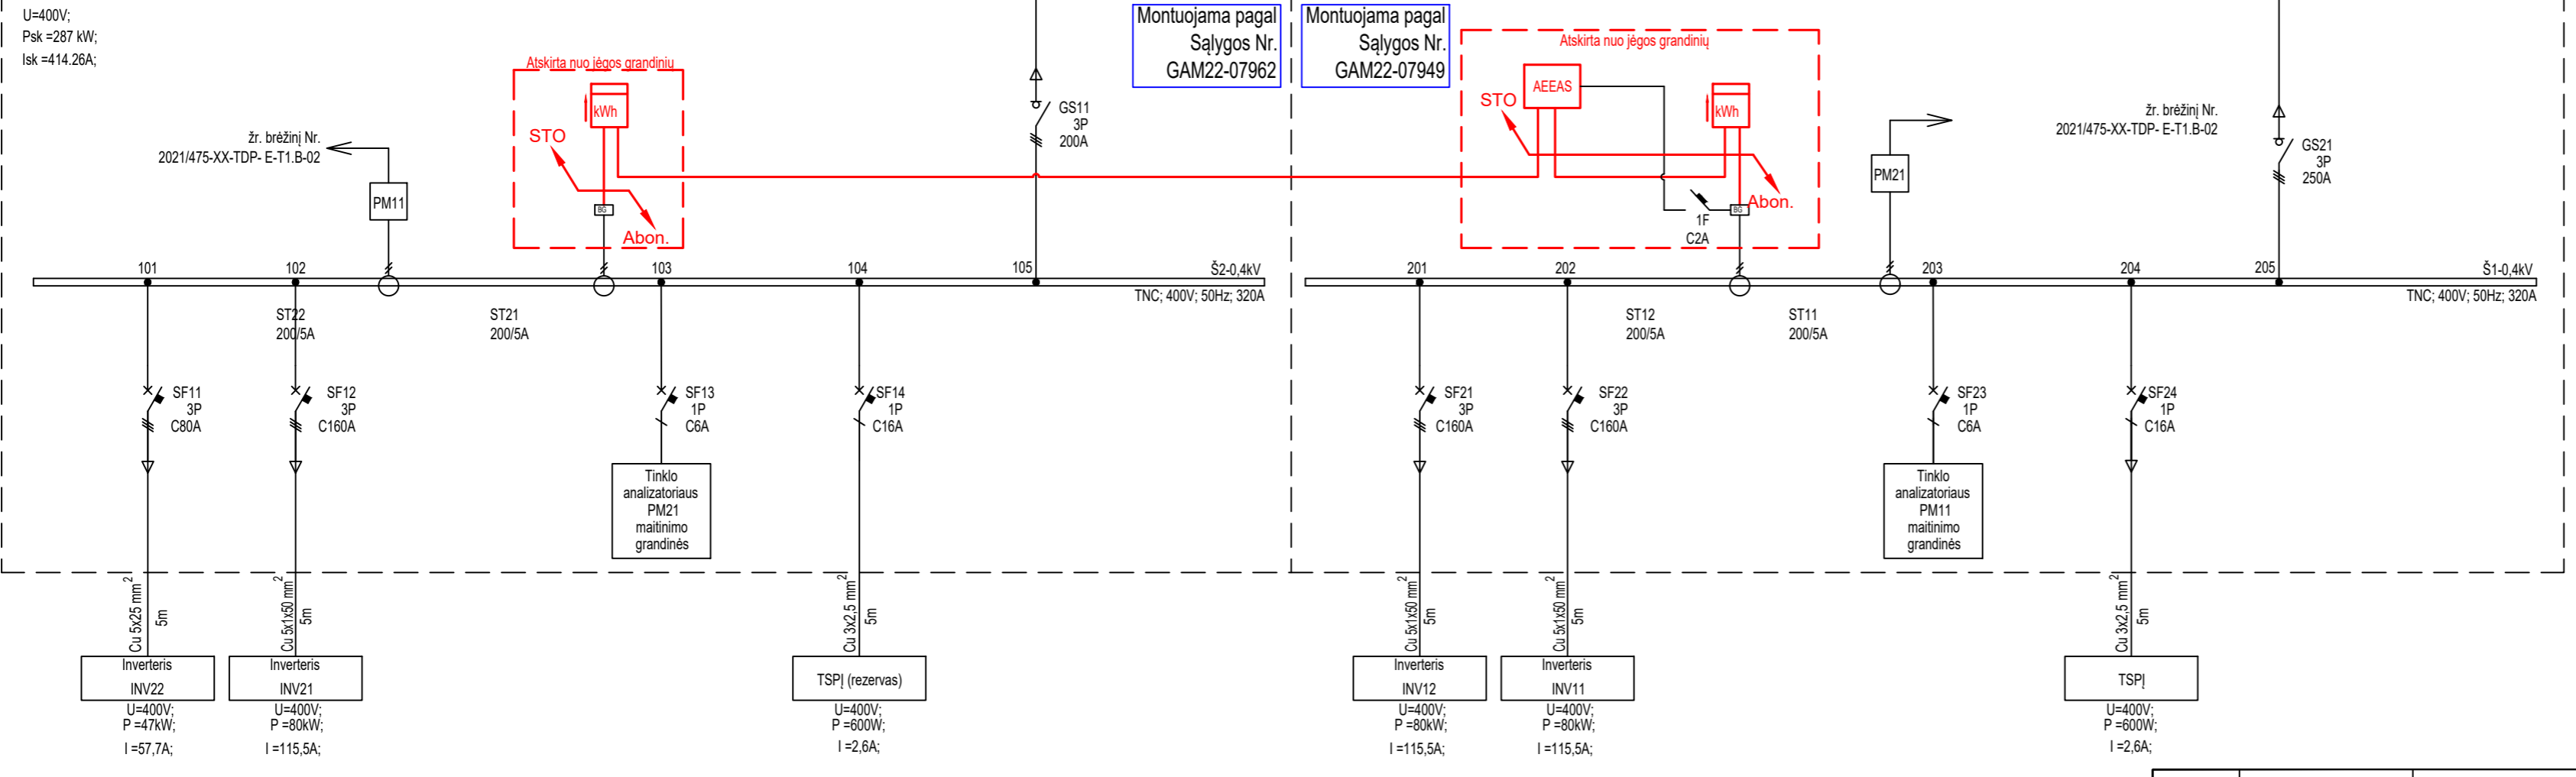 U=400V;
Psk =287 kW;
Isk =414.26A;
Montuojama pagal
Sąlygos Nr.
GAM22-07962
Montuojama pagal
Sąlygos Nr.
GAM22-07949
Atskirta nuo jėgos grandinių
kWh
STO
BG
Abon.
žr. brėžinį Nr.
2021/475-XX-TDP- E-T1.B-02
PM11
GS11
3P
200A
Atskirta nuo jėgos grandinių
AEEAS
STO
kWh
BG
Abon.
1F
C2A
PM21
žr. brėžinį Nr.
2021/475-XX-TDP- E-T1.B-02
GS21
3P
250A
101
102
103
104
105
Š2-0,4kV
TNC; 400V; 50Hz; 320A
201
202
203
204
205
Š1-0,4kV
TNC; 400V; 50Hz; 320A
ST22
200/5A
ST21
200/5A
ST12
200/5A
ST11
200/5A
SF11
3P
C80A
SF12
3P
C160A
SF13
1P
C6A
SF14
1P
C16A
SF21
3P
C160A
SF22
3P
C160A
SF23
1P
C6A
SF24
1P
C16A
Tinklo
analizatoriaus
PM21
maitinimo
grandinės
Tinklo
analizatoriaus
PM11
maitinimo
grandinės
Cu 5x25 mm²
5m
Cu 5x1x50 mm²
5m
Cu 3x2,5 mm²
5m
Cu 5x1x50 mm²
5m
Cu 5x1x50 mm²
5m
Cu 3x2,5 mm²
5m
Inverteris
INV22
U=400V;
P =47kW;
I =57,7A;
Inverteris
INV21
U=400V;
P =80kW;
I =115,5A;
TSPĮ (rezervas)
U=400V;
P =600W;
I =2,6A;
Inverteris
INV12
U=400V;
P =80kW;
I =115,5A;
Inverteris
INV11
U=400V;
P =80kW;
I =115,5A;
TSPĮ
U=400V;
P =600W;
I =2,6A;